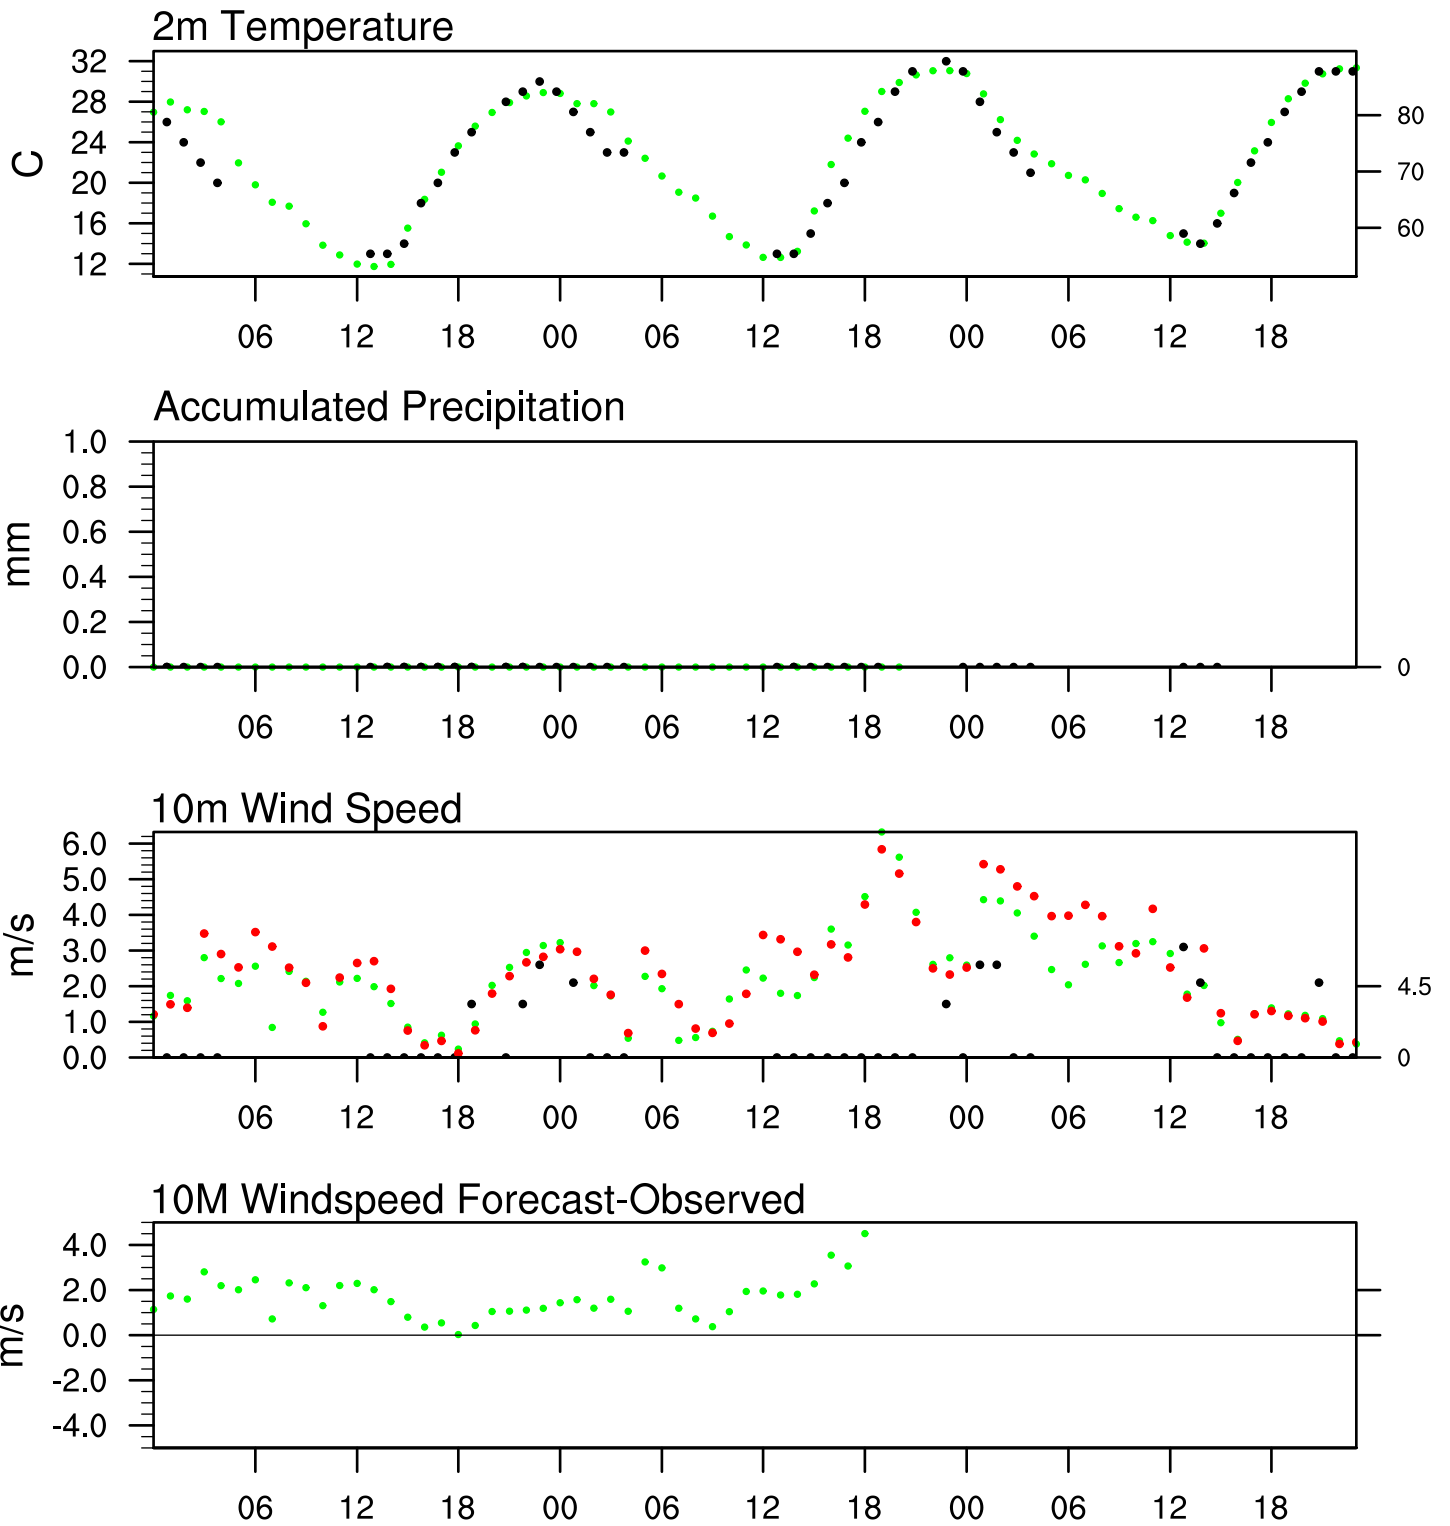 2m Temperature
32
28
24
20
16
12
C
80
70
60
06 12 18 00 06 12 18 00 06 12 18
Accumulated Precipitation
1.0
0.8
0.6
0.4
0.2
0.0
mm
0
06 12 18 00 06 12 18 00 06 12 18
10m Wind Speed
6.0
5.0
4.0
3.0
2.0
1.0
0.0
m/s
4.5
0
06 12 18 00 06 12 18 00 06 12 18
10M Windspeed Forecast-Observed
4.0
2.0
0.0
-2.0
-4.0
m/s
06 12 18 00 06 12 18 00 06 12 18